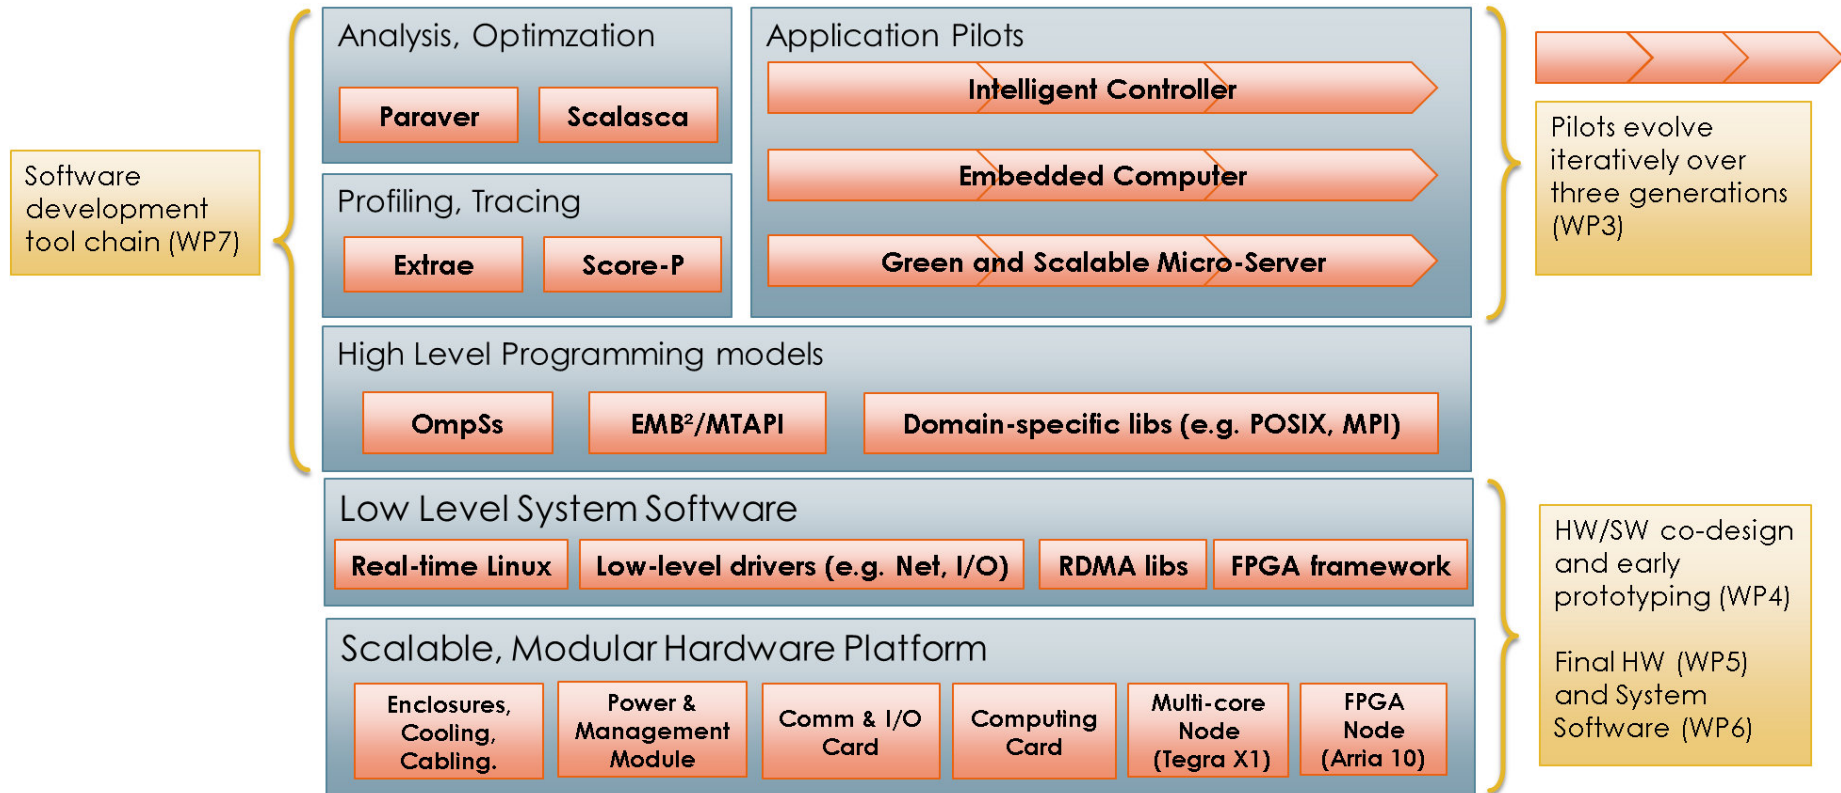 Analysis, Optimzation
Paraver
Scalasca
Application Pilots
Intelligent Controller
Embedded Computer
Green and Scalable Micro-Server
Pilots evolve
iteratively over
three generations
(WP3)
Software
development
tool chain (WP7)
Profiling, Tracing
Extrae
Score-P
High Level Programming models
OmpSs
EMB²/MTAPI
Domain-specific libs (e.g. POSIX, MPI)
Low Level System Software
Real-time Linux
Low-level drivers (e.g. Net, I/O)
RDMA libs
FPGA framework
HW/SW co-design
and early
prototyping (WP4)
Final HW (WP5)
and System
Software (WP6)
Scalable, Modular Hardware Platform
Enclosures,
Cooling,
Cabling.
Power &
Management
Module
Comm & I/O
Card
Computing
Card
Multi-core
Node
(Tegra X1)
FPGA
Node
(Arria 10)